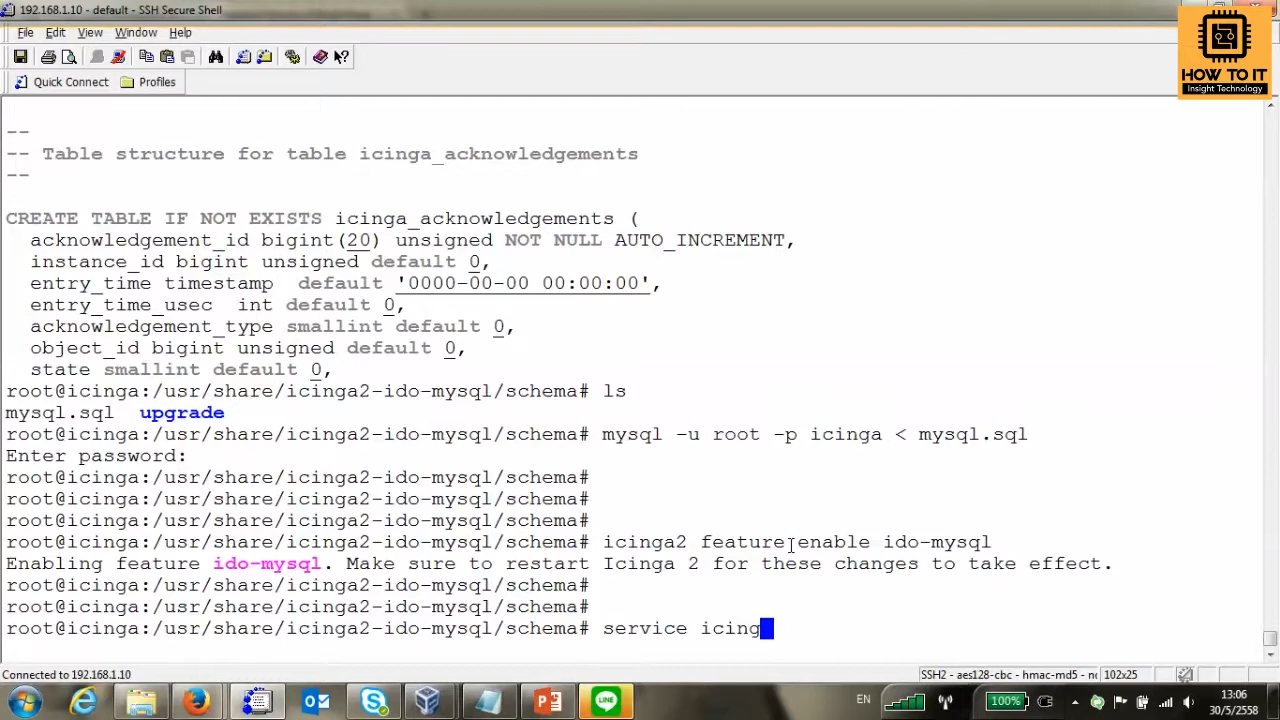 192.168.1.10 - default - SSH Secure Shell
File Edit View Window Help
Quick Connect Profiles
HOW TO IT
Insight Technology
--
-- Table structure for table icinga_acknowledgements
--
CREATE TABLE IF NOT EXISTS icinga_acknowledgements (
acknowledgement_id bigint(20) unsigned NOT NULL AUTO_INCREMENT,
instance_id bigint unsigned default 0,
entry_time timestamp default '0000-00-00 00:00:00',
entry_time_usec int default 0,
acknowledgement_type smallint default 0,
object_id bigint unsigned default 0,
state smallint default 0,
root@icinga:/usr/share/icinga2-ido-mysql/schema# ls
mysql.sql upgrade
root@icinga:/usr/share/icinga2-ido-mysql/schema# mysql -u root -p icinga < mysql.sql
Enter password:
root@icinga:/usr/share/icinga2-ido-mysql/schema#
root@icinga:/usr/share/icinga2-ido-mysql/schema#
root@icinga:/usr/share/icinga2-ido-mysql/schema#
root@icinga:/usr/share/icinga2-ido-mysql/schema# icinga2 feature enable ido-mysql
Enabling feature ido-mysql. Make sure to restart Icinga 2 for these changes to take effect.
root@icinga:/usr/share/icinga2-ido-mysql/schema#
root@icinga:/usr/share/icinga2-ido-mysql/schema#
root@icinga:/usr/share/icinga2-ido-mysql/schema# service icing
Connected to 192.168.1.10 SSH2 - aes128-cbc - hmac-md5 - 102x25
EN 100% 13:06
30/5/2558